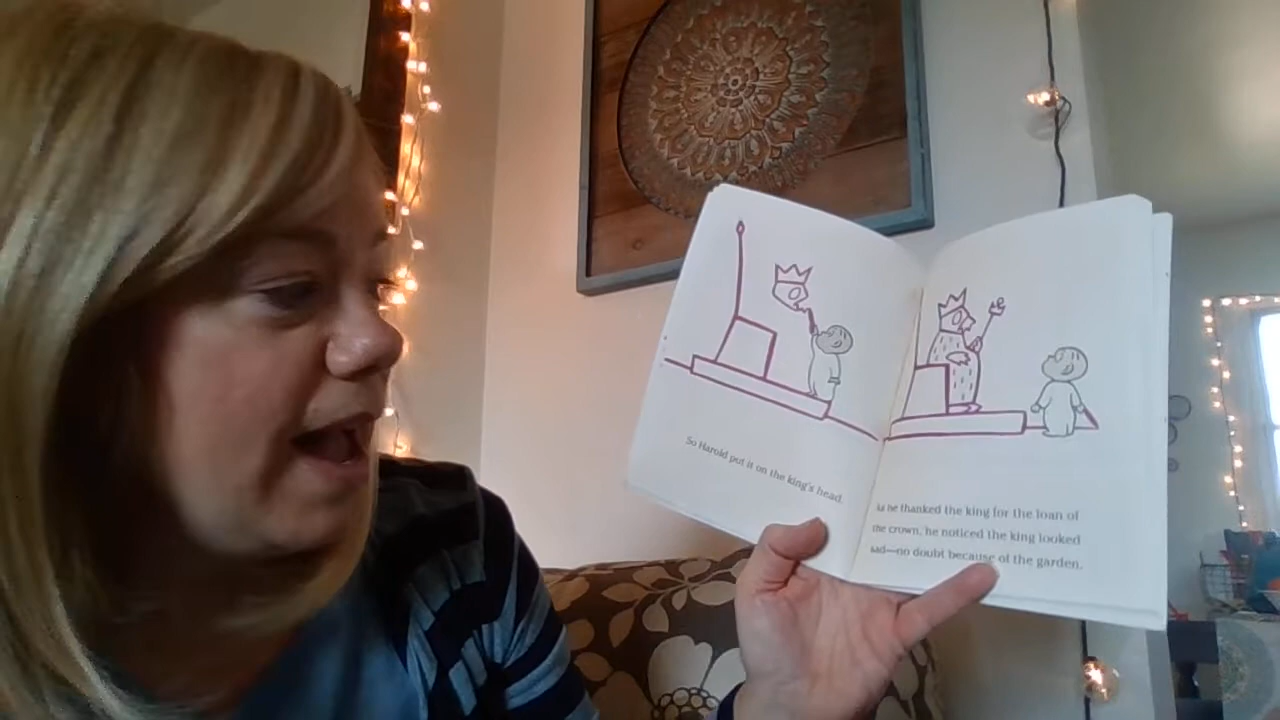 So Harold put it on the king's head.
As he thanked the king for the loan of
the crown, he noticed the king looked
sad—no doubt because of the garden.